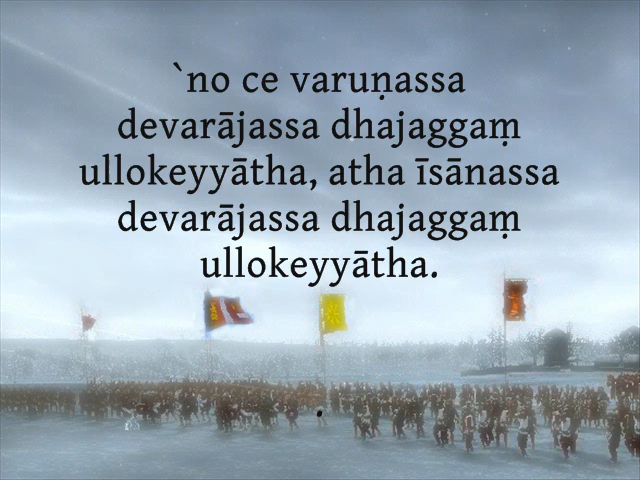 `no ce varuṇassa
devarājassa dhajaggaṃ
ullokeyyātha, atha īsānassa
devarājassa dhajaggaṃ
ullokeyyātha.